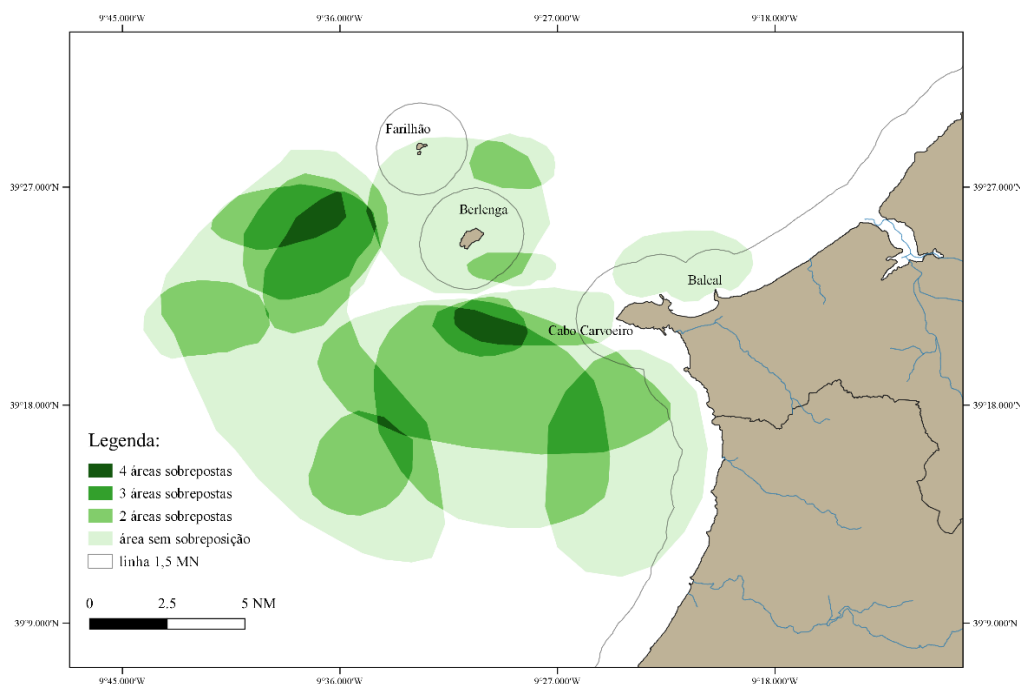 9°45.000'W 9°36.000'W 9°27.000'W 9°18.000'W
Farilhão
39°27.000'N 39°27.000'N
Berlenga
Baleal
Cabo Carvoeiro
39°18.000'N 39°18.000'N
Legenda:
4 áreas sobrepostas
3 áreas sobrepostas
2 áreas sobrepostas
área sem sobreposição
linha 1,5 MN
0 2.5 5 NM
39°9.000'N 39°9.000'N
9°45.000'W 9°36.000'W 9°27.000'W 9°18.000'W